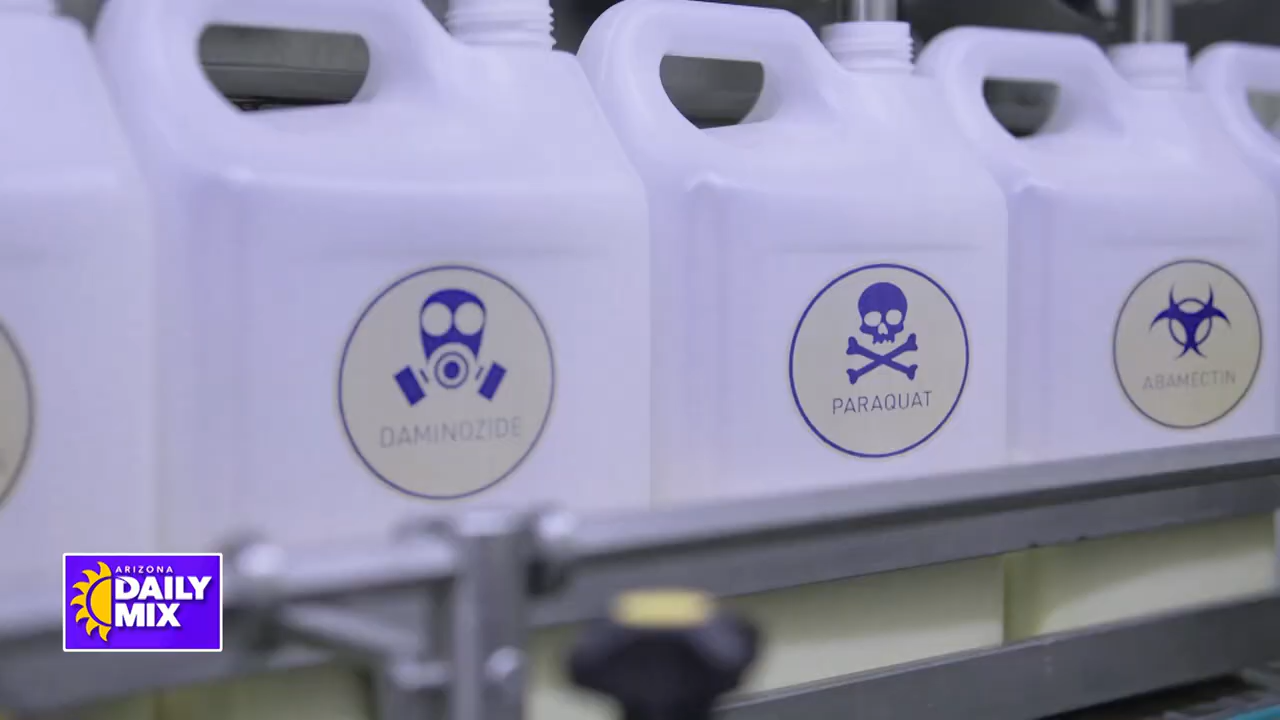 DAMINOZIDE
PARAQUAT
ABAMECTIN
ARIZONA
DAILY
MIX